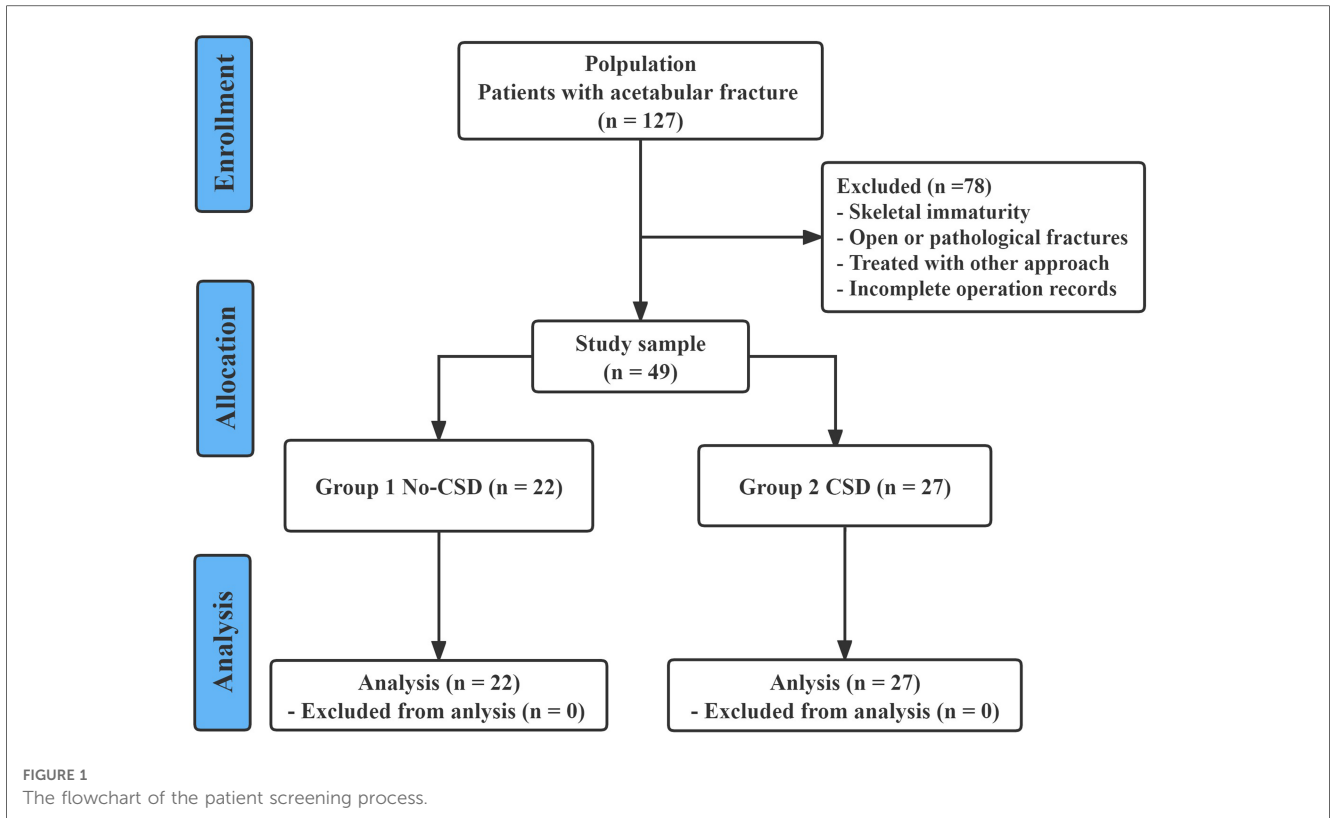 Enrollment
Polpulation
Patients with acetabular fracture
(n = 127)
Excluded (n =78)
- Skeletal immaturity
- Open or pathological fractures
- Treated with other approach
- Incomplete operation records
Allocation
Study sample
(n = 49)
Group 1 No-CSD (n = 22)
Group 2 CSD (n = 27)
Analysis
Analysis (n = 22)
- Excluded from anlysis (n = 0)
Anlysis (n = 27)
- Excluded from analysis (n = 0)
FIGURE 1
The flowchart of the patient screening process.